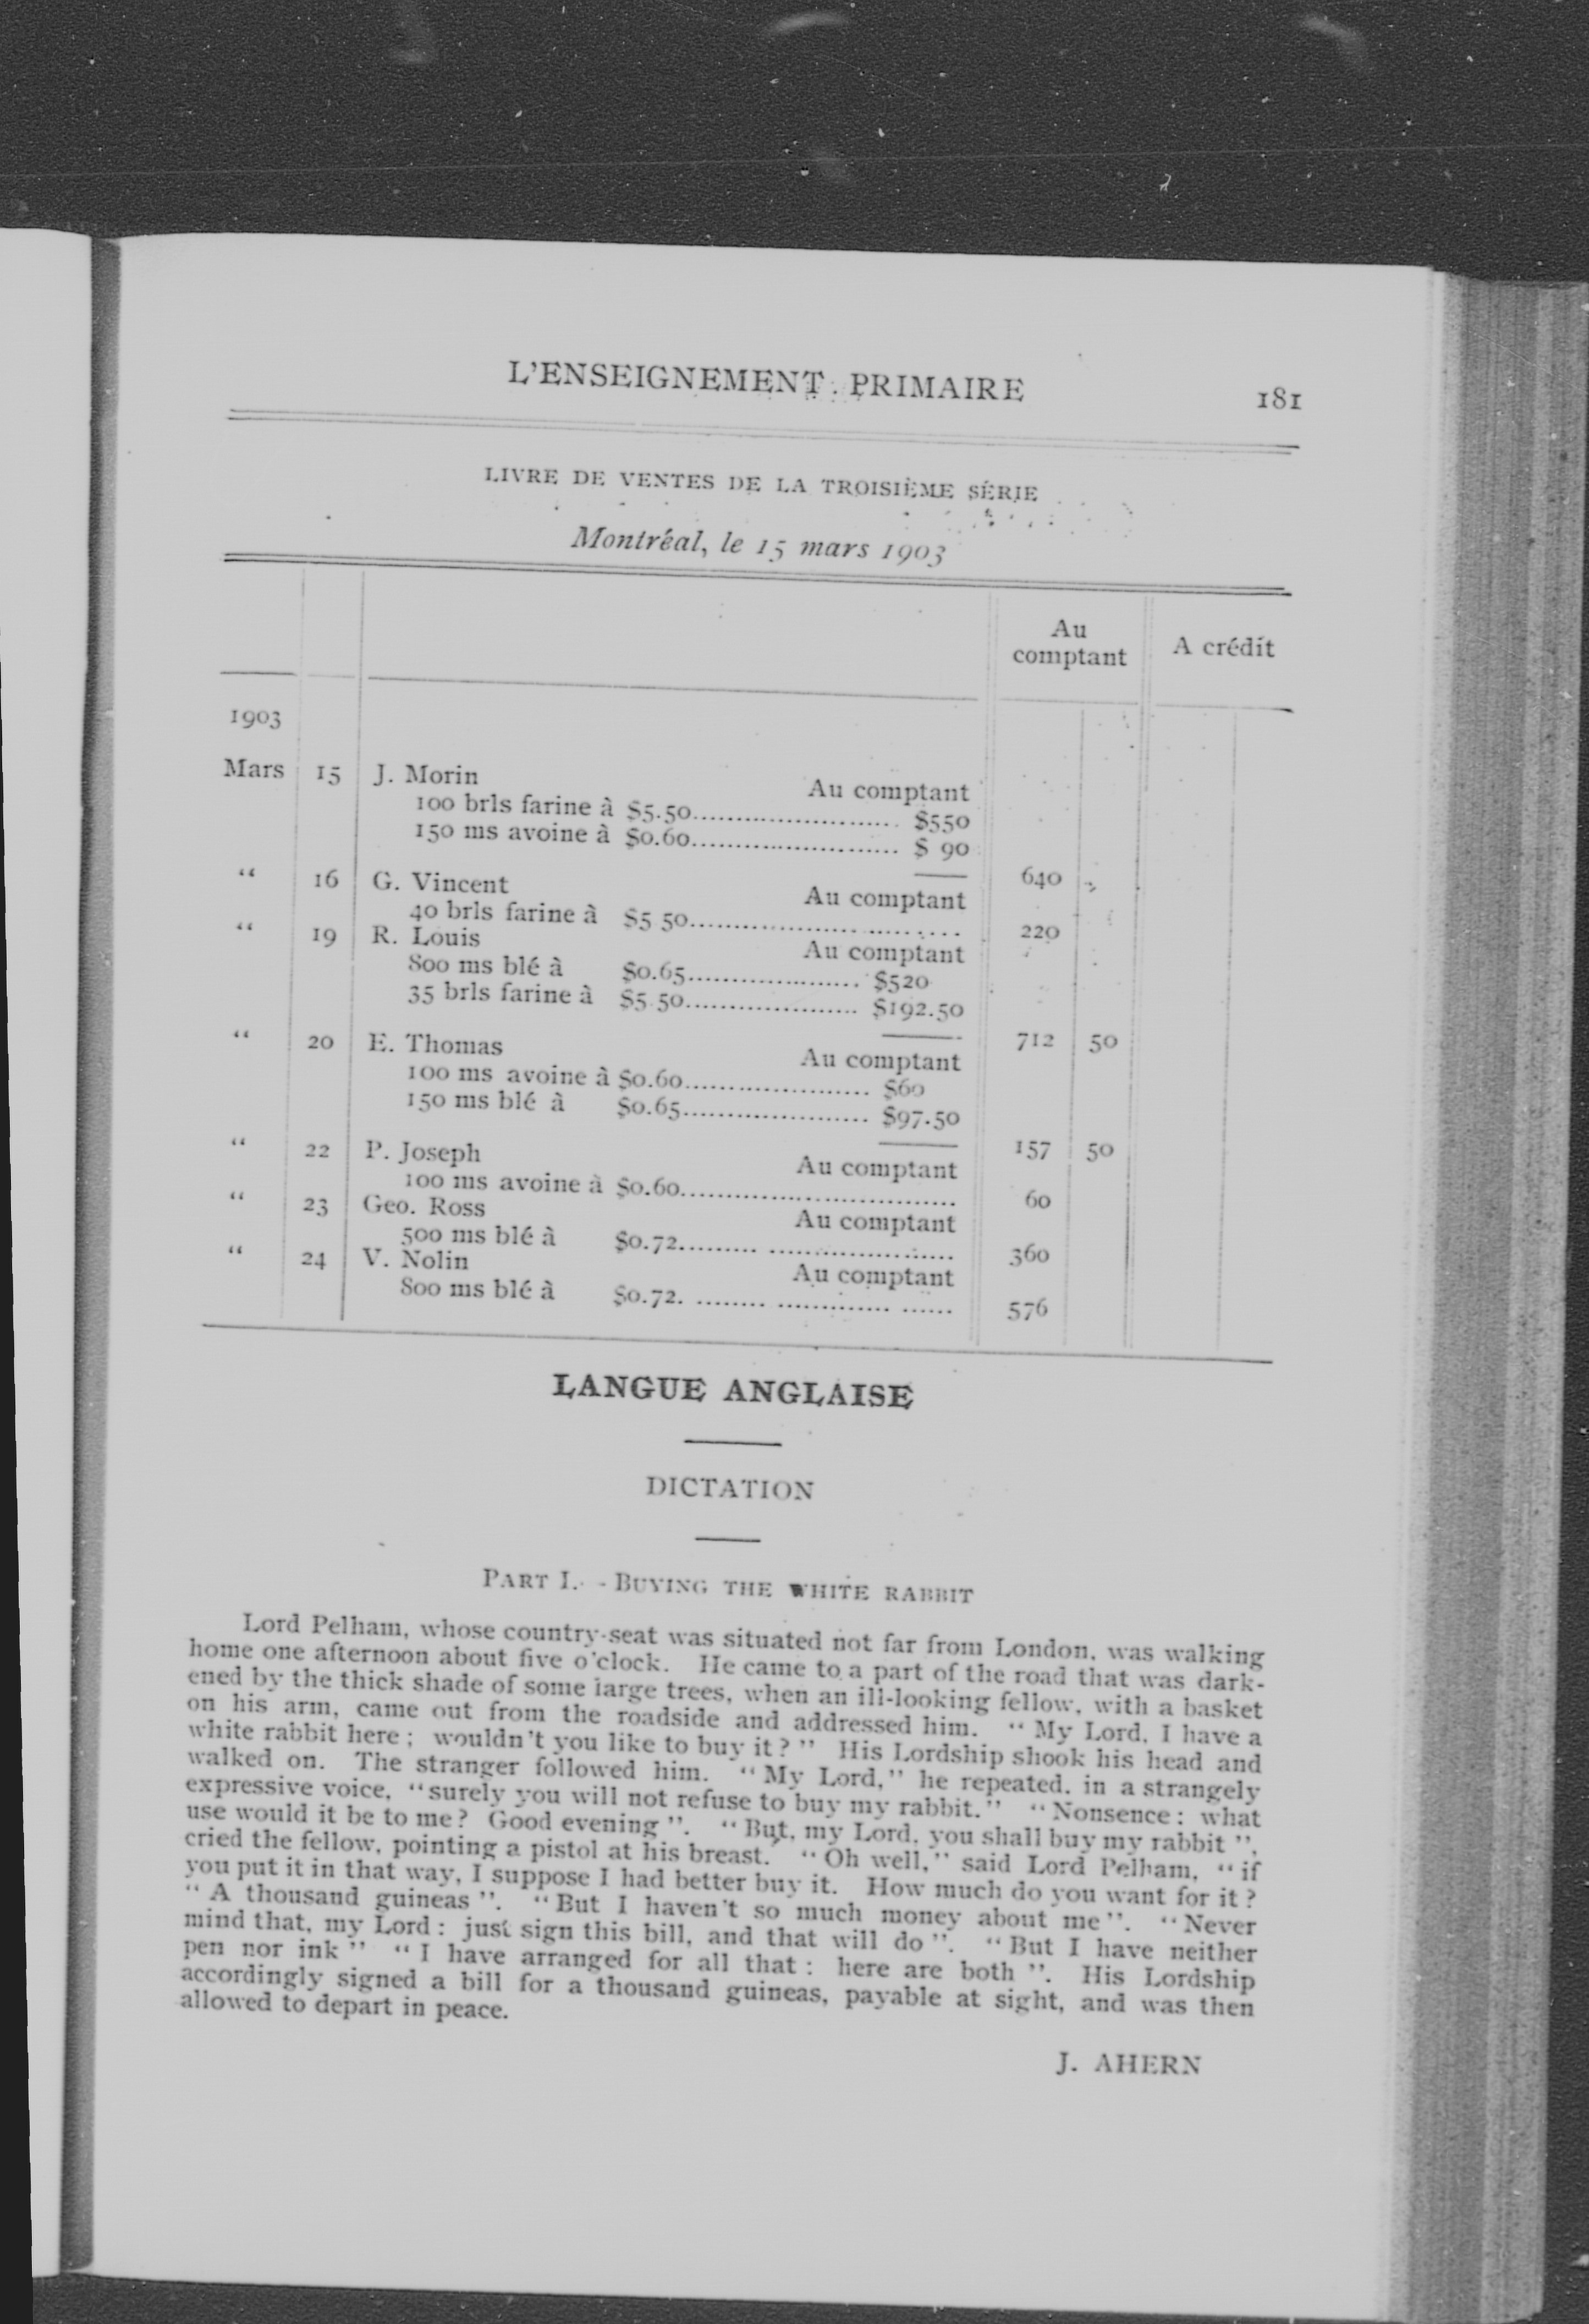 L'ENSEIGNEMENT PRIMAIRE 181
LIVRE DE VENTES DE LA TROISIÈME SÉRIE
Montréal, le 15 mars 1903
Au comptant A crédit
1903
Mars 15 J. Morin Au comptant
100 brls farine à $5.50........................ $550
150 ms avoine à $0.60........................ $ 90
“ 16 G. Vincent Au comptant 640
40 brls farine à $5 50............................... 220
“ 19 R. Louis Au comptant
800 ms blé à $0.65.................... $520
35 brls farine à $5 50.................... $192.50
“ 20 E. Thomas Au comptant 712 50
100 ms avoine à $0.60...................... $60
150 ms blé à $0.65...................... $97.50
“ 22 P. Joseph Au comptant 157 50
100 ms avoine à $0.60................................ 60
“ 23 Geo. Ross Au comptant
500 ms blé à $0.72......... ...................... 360
“ 24 V. Nolin Au comptant
800 ms blé à $0.72. ........ ............. ...... 576
LANGUE ANGLAISE
DICTATION
PART I. - BUYING THE WHITE RABBIT
Lord Pelham, whose country-seat was situated not far from London, was walking
home one afternoon about five o'clock. He came to a part of the road that was dark-
ened by the thick shade of some large trees, when an ill-looking fellow, with a basket
on his arm, came out from the roadside and addressed him. “ My Lord, I have a
white rabbit here ; wouldn't you like to buy it ? ” His Lordship shook his head and
walked on. The stranger followed him. “ My Lord,” he repeated. in a strangely
expressive voice, “ surely you will not refuse to buy my rabbit.” “ Nonsence : what
use would it be to me? Good evening ”. “ But, my Lord, you shall buy my rabbit ”,
cried the fellow, pointing a pistol at his breast. “ Oh well,” said Lord Pelham, “ if
you put it in that way, I suppose I had better buy it. How much do you want for it ?
“ A thousand guineas ”. “ But I haven't so much money about me ”. “ Never
mind that, my Lord : just sign this bill, and that will do ”. “ But I have neither
pen nor ink ” “ I have arranged for all that : here are both ”. His Lordship
accordingly signed a bill for a thousand guineas, payable at sight, and was then
allowed to depart in peace.
J. AHERN